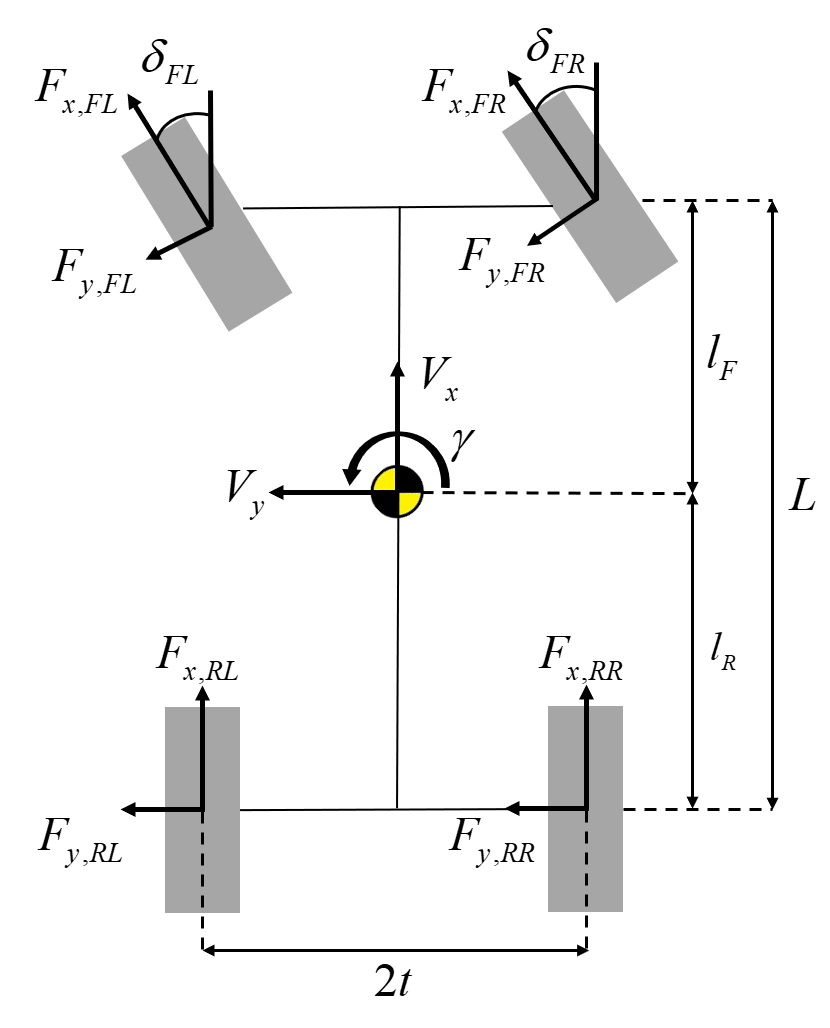 δ_FL
δ_FR
F_x,FL
F_x,FR
F_y,FL
F_y,FR
l_F
V_x
γ
V_y
L
F_x,RL
F_x,RR
l_R
F_y,RL
F_y,RR
2t